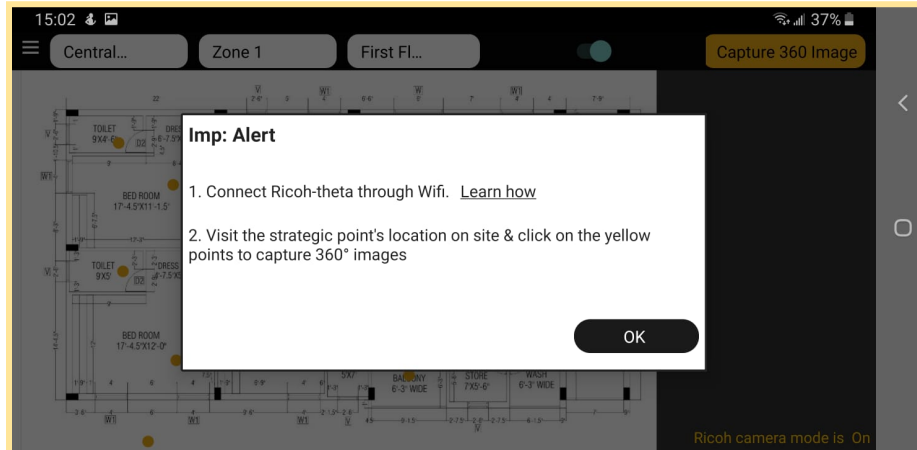 15:02 37%
Central... Zone 1 First Fl... Capture 360 Image
Imp: Alert
1. Connect Ricoh-theta through Wifi. Learn how
2. Visit the strategic point's location on site & click on the yellow
points to capture 360° images
OK
TOILET
BED ROOM
17'-4.5"X11'-1.5"
TOILET
9X5'
DRESS
BED ROOM
17'-4.5"X12'-0"
BALCONY
6'-3" WIDE
STORE
7'X5'-6"
WASH
6'-3" WIDE
Ricoh camera mode is On